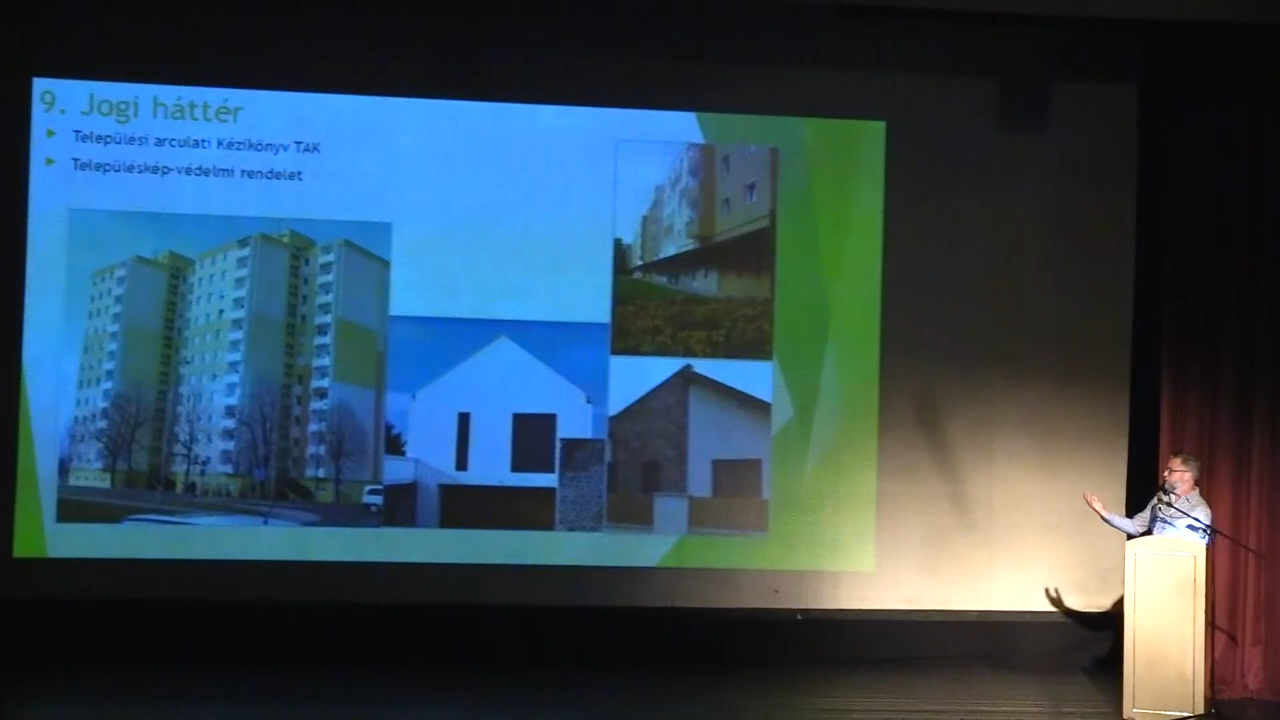 9. Jogi háttér
Települési arculati Kézikönyv TAK
Településkép-védelmi rendelet